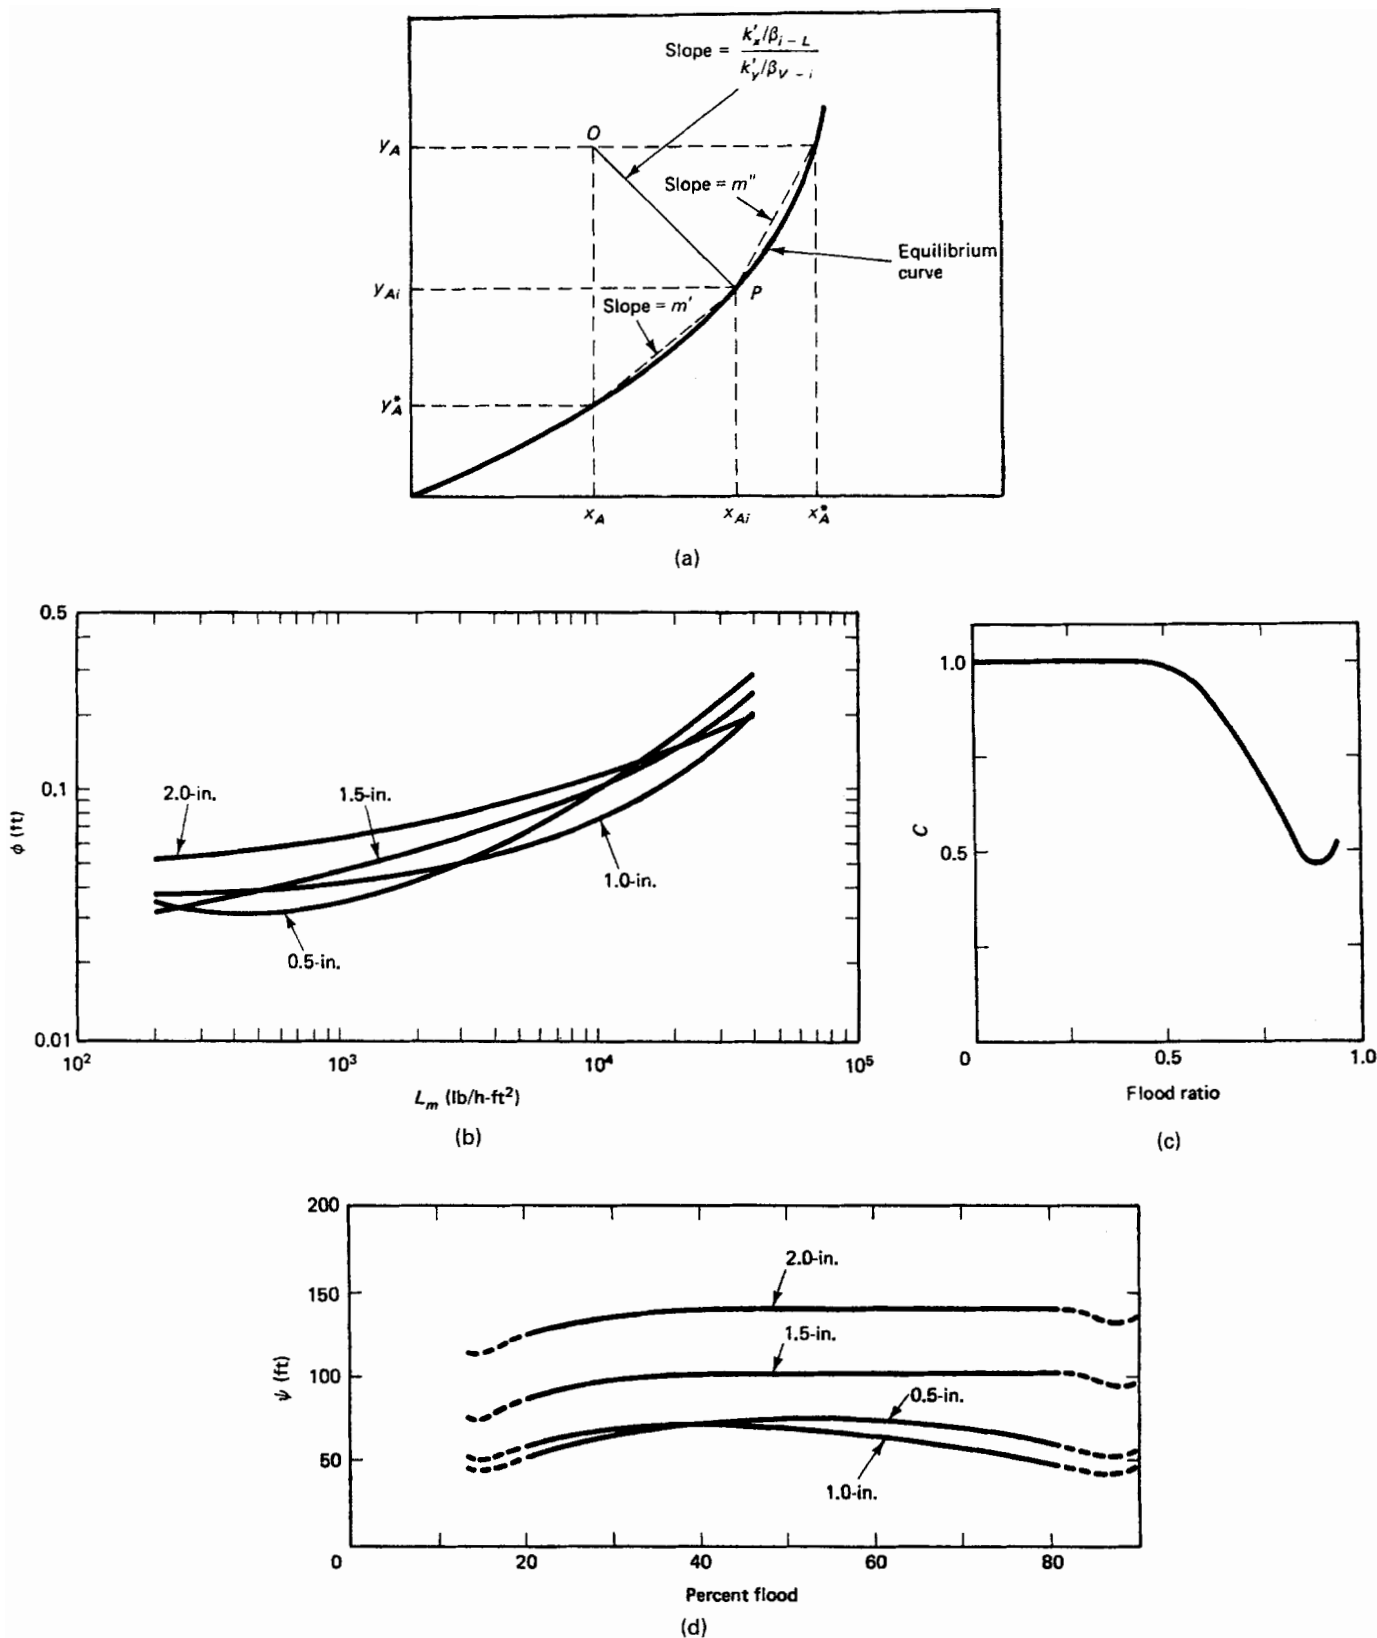 Slope = k'x/βi – L
k'y/βV – i
O
yA
Slope = m"
Equilibrium
curve
yAi
P
Slope = m'
y*A
xA
xAi
x*A
(a)
0.5
0.1
0.01
ϕ (ft)
2.0-in.
1.5-in.
1.0-in.
0.5-in.
10²
10³
10⁴
10⁵
Lm (lb/h-ft²)
(b)
1.0
0.5
C
0
0.5
1.0
Flood ratio
(c)
200
150
100
50
ψ (ft)
2.0-in.
1.5-in.
0.5-in.
1.0-in.
0
20
40
60
80
Percent flood
(d)